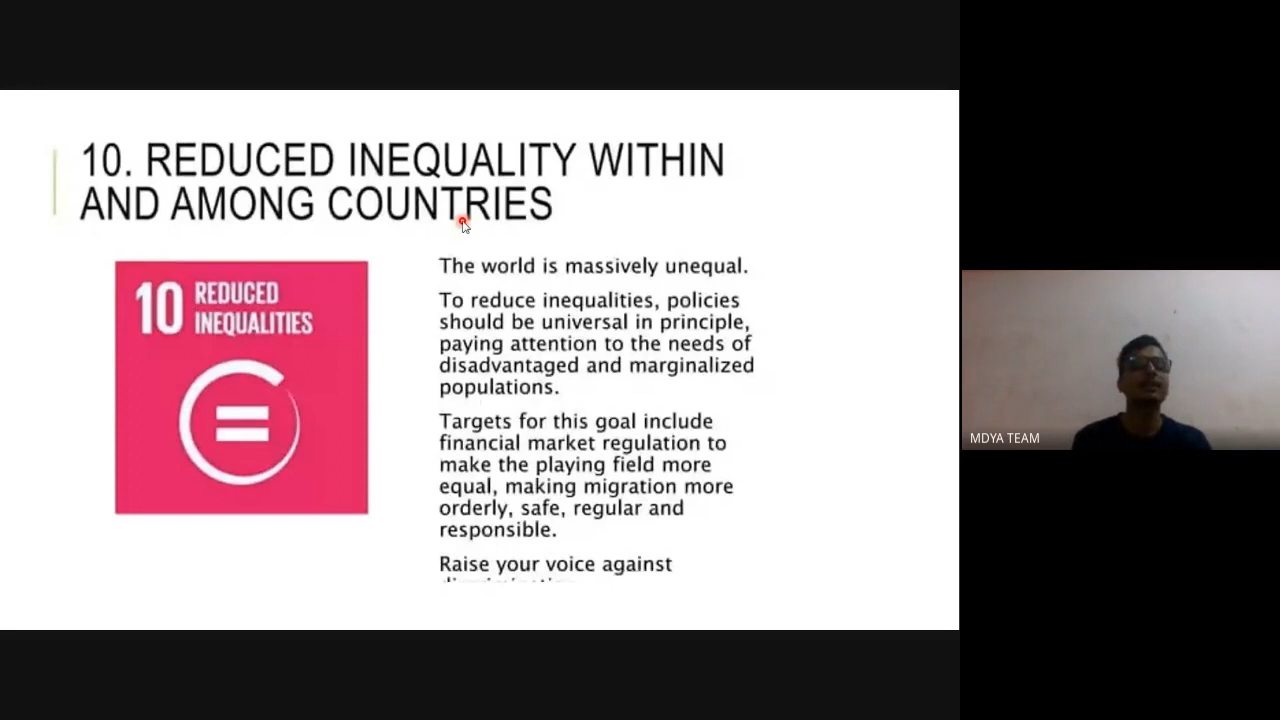 10. REDUCED INEQUALITY WITHIN
AND AMONG COUNTRIES
10 REDUCED
INEQUALITIES
The world is massively unequal.
To reduce inequalities, policies
should be universal in principle,
paying attention to the needs of
disadvantaged and marginalized
populations.
Targets for this goal include
financial market regulation to
make the playing field more
equal, making migration more
orderly, safe, regular and
responsible.
Raise your voice against
MDYA TEAM